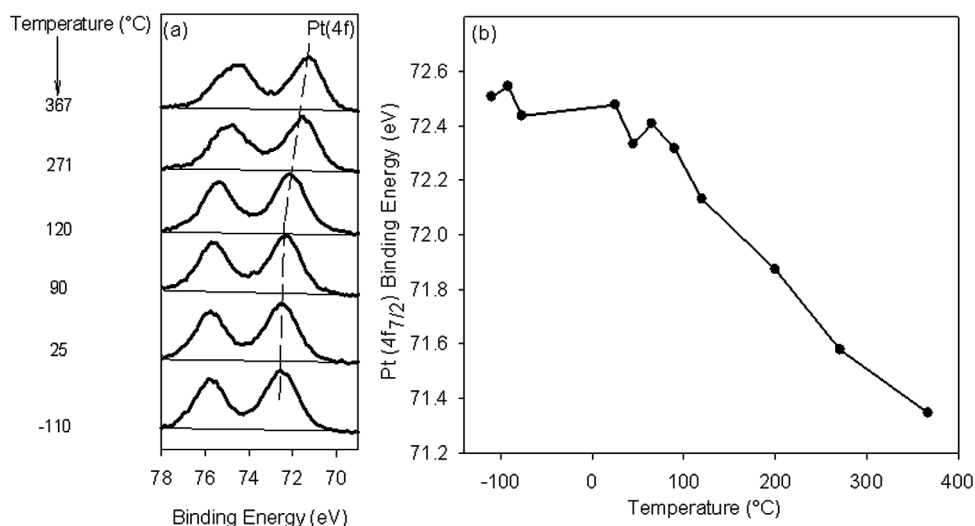 Temperature (°C)
(a)
Pt(4f)
367
271
120
90
25
-110
78 76 74 72 70
Binding Energy (eV)
(b)
Pt (4f7/2) Binding Energy (eV)
72.6
72.4
72.2
72.0
71.8
71.6
71.4
71.2
-100 0 100 200 300 400
Temperature (°C)